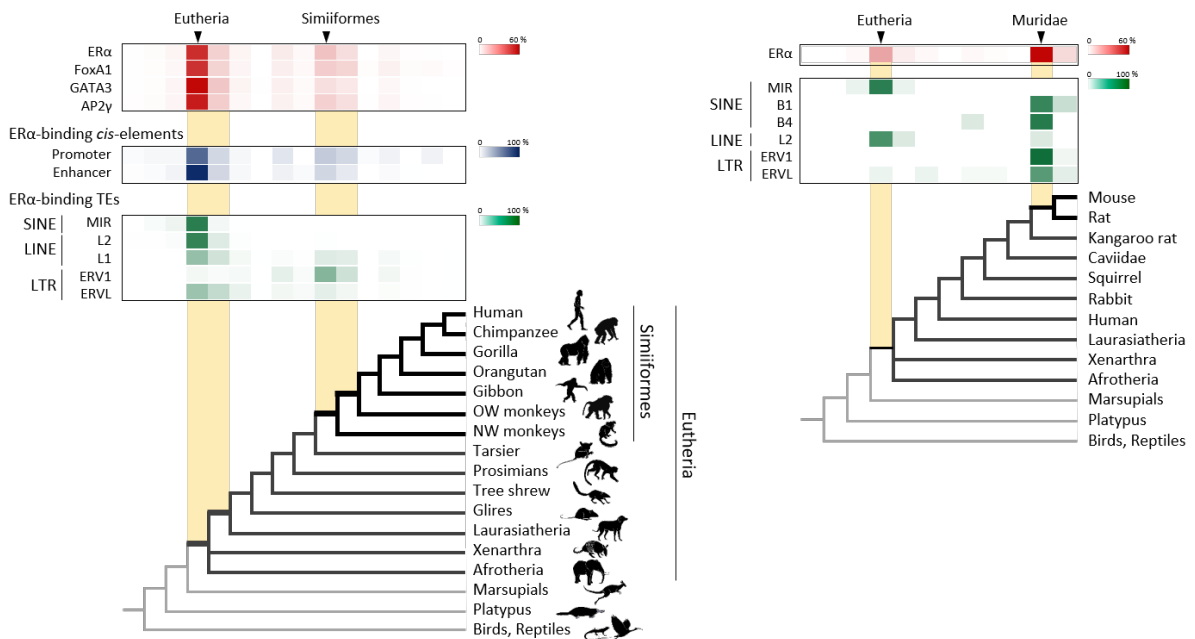 Eutheria Simiiformes
ERα
FoxA1
GATA3
AP2γ
0 60 %
ERα-binding cis-elements
Promoter
Enhancer
0 100 %
ERα-binding TEs
SINE MIR
LINE L2
L1
LTR ERV1
ERVL
0 100 %
Human
Chimpanzee
Gorilla
Orangutan
Gibbon
OW monkeys
NW monkeys
Tarsier
Prosimians
Tree shrew
Glires
Laurasiatheria
Xenarthra
Afrotheria
Marsupials
Platypus
Birds, Reptiles
Simiiformes
Eutheria
Eutheria Muridae
ERα
0 60 %
0 100 %
SINE MIR
B1
B4
LINE L2
LTR ERV1
ERVL
Mouse
Rat
Kangaroo rat
Caviidae
Squirrel
Rabbit
Human
Laurasiatheria
Xenarthra
Afrotheria
Marsupials
Platypus
Birds, Reptiles